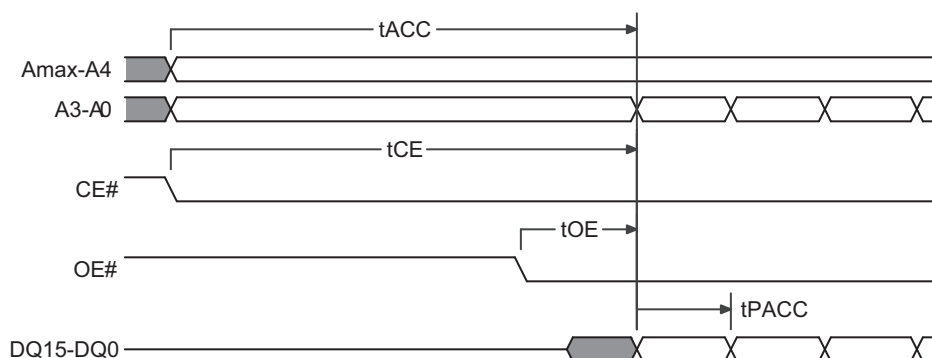 tACC
Amax-A4
A3-A0
tCE
CE#
tOE
OE#
tPACC
DQ15-DQ0